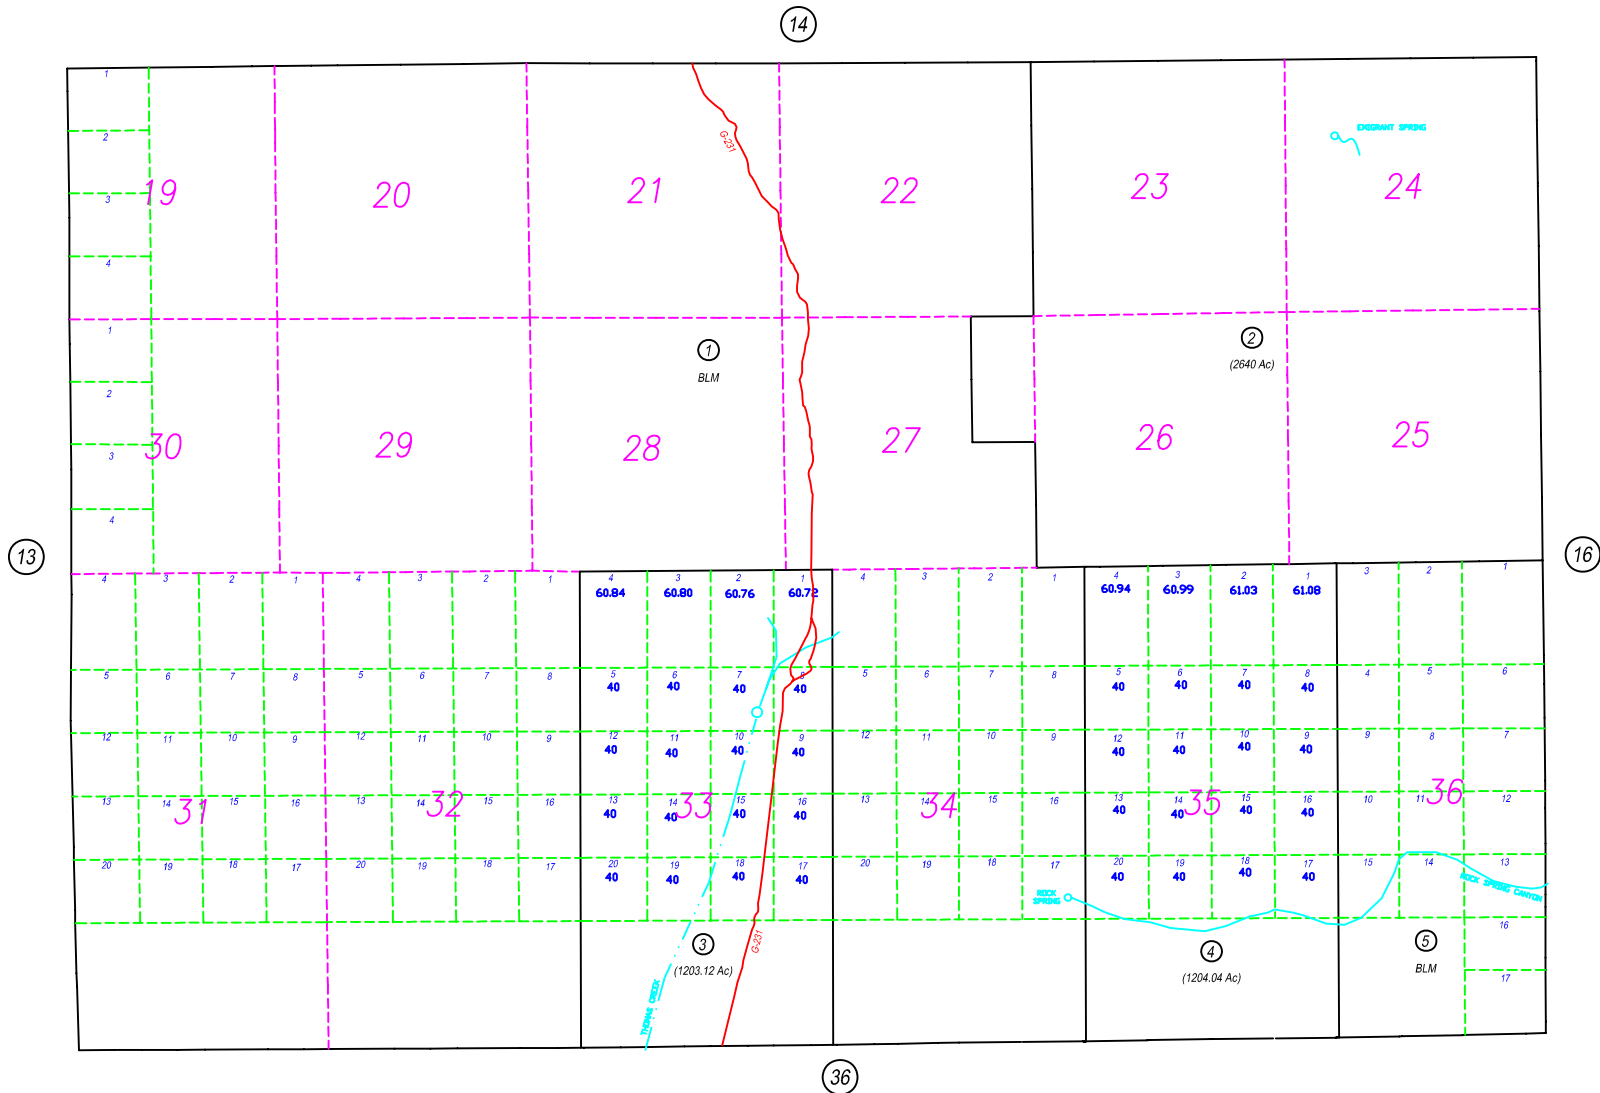 14
1
2
3
4
19
20
21
G-231
22
23
24
EMIGRANT SPRING
1
2
3
4
30
29
28
1
BLM
27
2
(2640 Ac)
26
25
13
16
4 3 2 1 4 3 2 1 4 3 2 1 4 3 2 1 4 3 2 1 3 2 1
60.84 60.80 60.76 60.72 60.94 60.99 61.03 61.08
5 6 7 8 5 6 7 8 5 6 7 8 5 6 7 8 5 6 7 8 4 5 6
40 40 40 40 40 40 40 40
12 11 10 9 12 11 10 9 12 11 10 9 12 11 10 9 12 11 10 9 9 8 7
40 40 40 40 40 40 40 40
13 14 15 16 13 14 15 16 13 14 15 16 13 14 15 16 13 14 15 16 10 11 12
31 32 33 34 35 36
40 40 40 40 40 40 40 40
20 19 18 17 20 19 18 17 20 19 18 17 20 19 18 17 20 19 18 17 15 14 13
40 40 40 40 40 40 40 40
ROCK
SPRING
ROCK SPRING CANYON
16
17
THOMAS CREEK
3
(1203.12 Ac)
G-231
4
(1204.04 Ac)
5
BLM
36